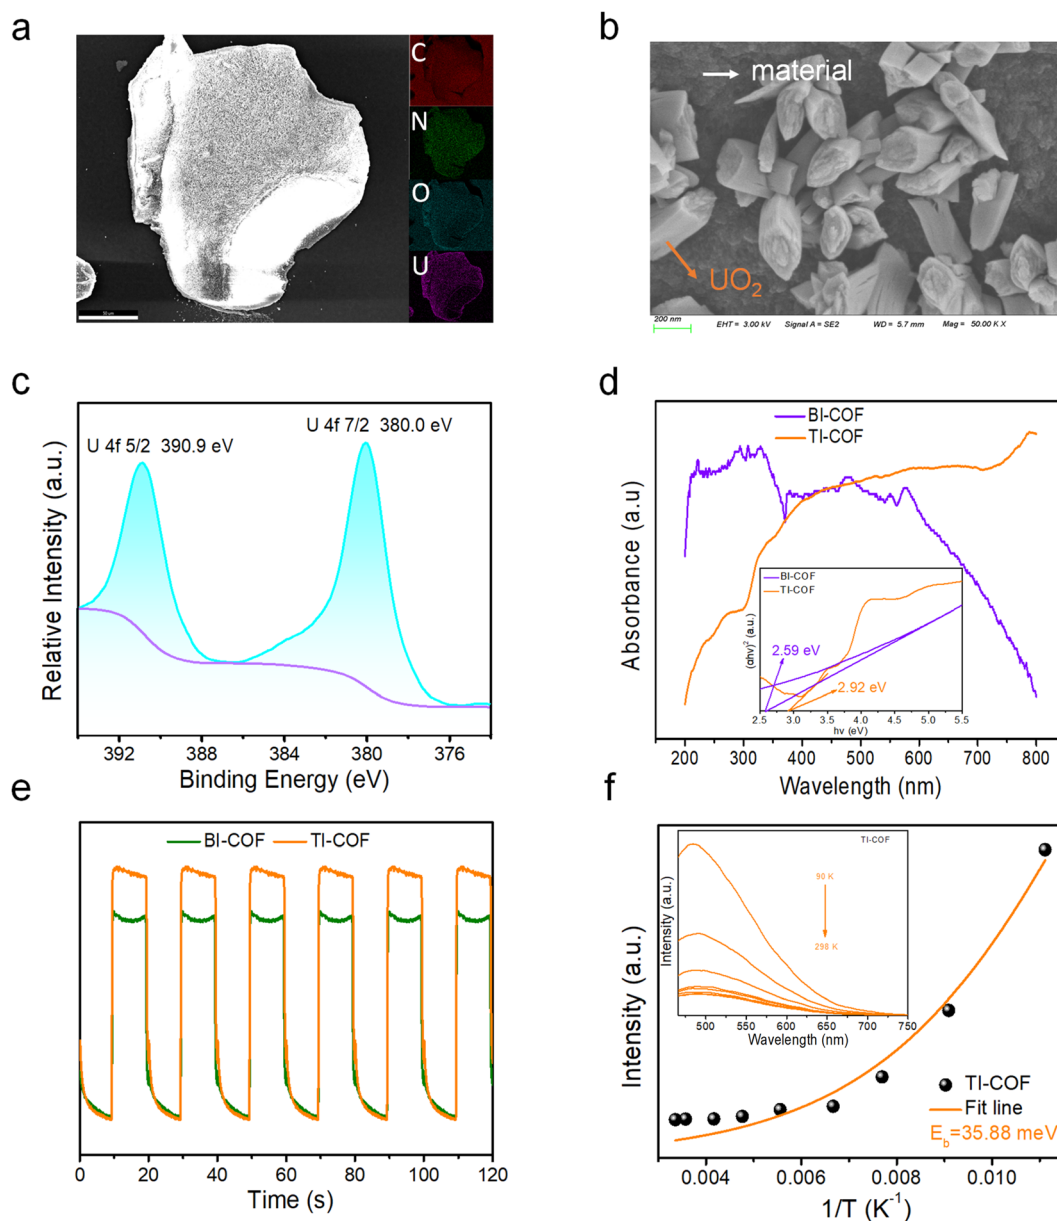 a
C
N
O
U
50 μm
b
material
UO₂
200 nm
EHT = 3.00 kV Signal A = SE2 WD = 5.7 mm Mag = 50.00 K X
c
U 4f 5/2 390.9 eV
U 4f 7/2 380.0 eV
Relative Intensity (a.u.)
392 388 384 380 376
Binding Energy (eV)
d
BI-COF
TI-COF
Absorbance (a.u)
BI-COF
TI-COF
(αhv)² (a.u.)
2.59 eV
2.92 eV
2.5 3.0 3.5 4.0 4.5 5.0 5.5
hv (eV)
200 300 400 500 600 700 800
Wavelength (nm)
e
BI-COF TI-COF
0 20 40 60 80 100 120
Time (s)
f
TI-COF
90 K
298 K
Intensity (a.u.)
500 550 600 650 700 750
Wavelength (nm)
Intensity (a.u.)
TI-COF
Fit line
E_b=35.88 meV
0.004 0.006 0.008 0.010
1/T (K⁻¹)